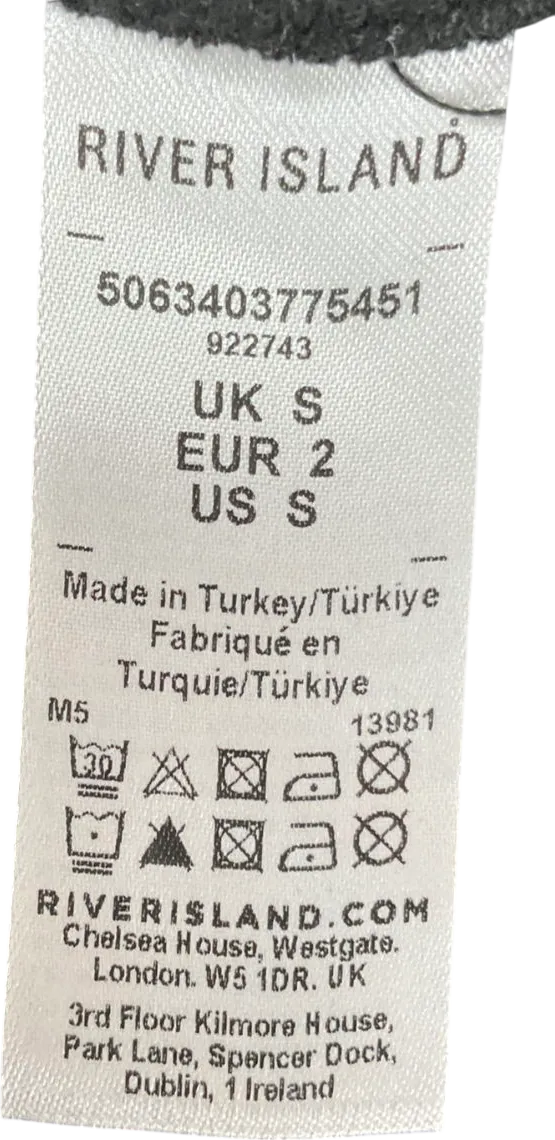 RIVER ISLAND
5063403775451
922743
UK S
EUR 2
US S
Made in Turkey/Türkiye
Fabriqué en
Turquie/Türkiye
M5 13981
30
RIVERISLAND.COM
Chelsea House, Westgate.
London. W5 1DR. UK
3rd Floor Kilmore House,
Park Lane, Spencer Dock,
Dublin, 1 Ireland